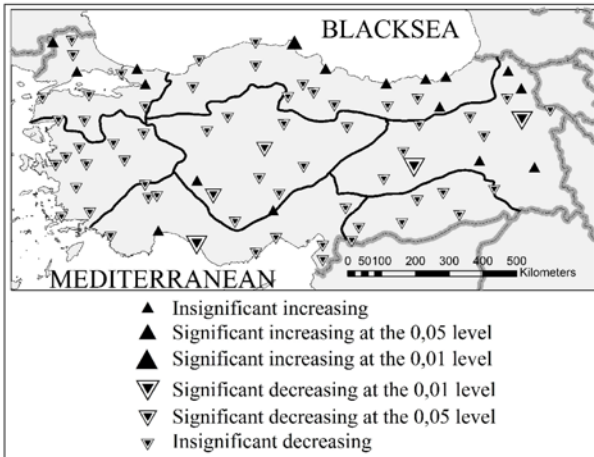 BLACKSEA
MEDITERRANEAN
0 50100 200 300 400 500
Kilometers
Insignificant increasing
Significant increasing at the 0,05 level
Significant increasing at the 0,01 level
Significant decreasing at the 0,01 level
Significant decreasing at the 0,05 level
Insignificant decreasing